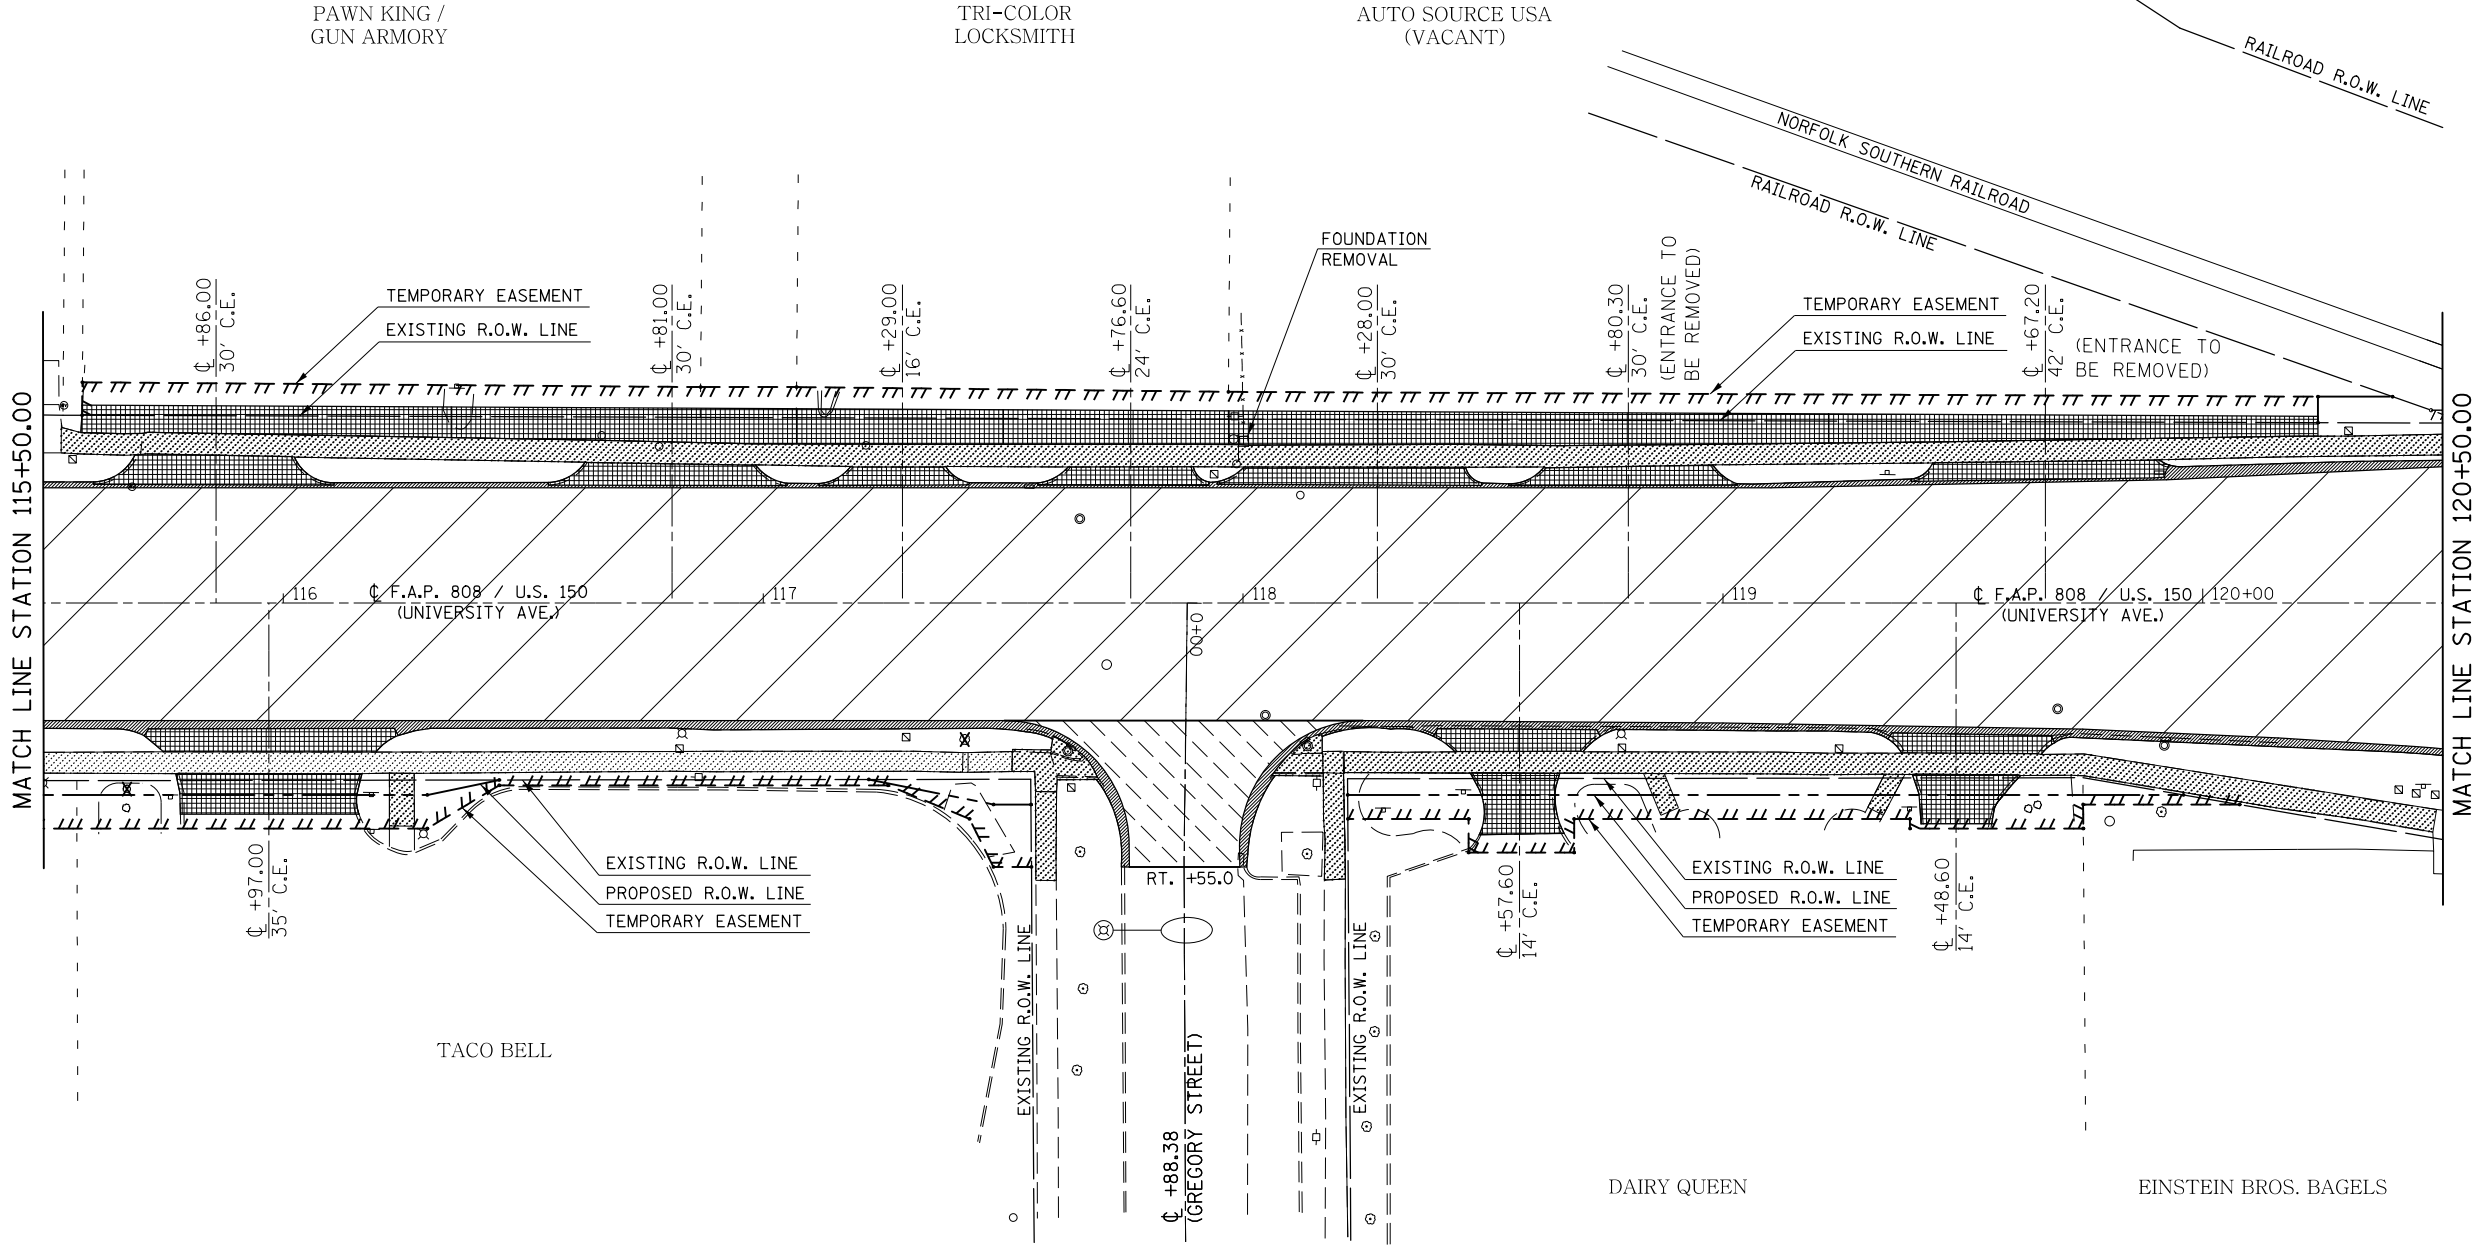 PAWN KING /
GUN ARMORY
TRI-COLOR
LOCKSMITH
AUTO SOURCE USA
(VACANT)
RAILROAD R.O.W. LINE
NORFOLK SOUTHERN RAILROAD
RAILROAD R.O.W. LINE
FOUNDATION
REMOVAL
TEMPORARY EASEMENT
EXISTING R.O.W. LINE
TEMPORARY EASEMENT
EXISTING R.O.W. LINE
℄ +86.00
30' C.E.
℄ +81.00
30' C.E.
℄ +29.00
16' C.E.
℄ +76.60
24' C.E.
℄ +28.00
30' C.E.
℄ +80.30
30' C.E.
(ENTRANCE TO
BE REMOVED)
℄ +67.20
42' C.E.
(ENTRANCE TO
BE REMOVED)
MATCH LINE STATION 115+50.00
MATCH LINE STATION 120+50.00
116
℄ F.A.P. 808 / U.S. 150
(UNIVERSITY AVE.)
117
118
0+00
119
℄ F.A.P. 808 / U.S. 150
(UNIVERSITY AVE.)
120+00
℄ +97.00
35' C.E.
EXISTING R.O.W. LINE
PROPOSED R.O.W. LINE
TEMPORARY EASEMENT
RT. +55.0
℄ +57.60
14' C.E.
EXISTING R.O.W. LINE
PROPOSED R.O.W. LINE
TEMPORARY EASEMENT
℄ +48.60
14' C.E.
EXISTING R.O.W. LINE
EXISTING R.O.W. LINE
℄ +88.38
(GREGORY STREET)
TACO BELL
DAIRY QUEEN
EINSTEIN BROS. BAGELS